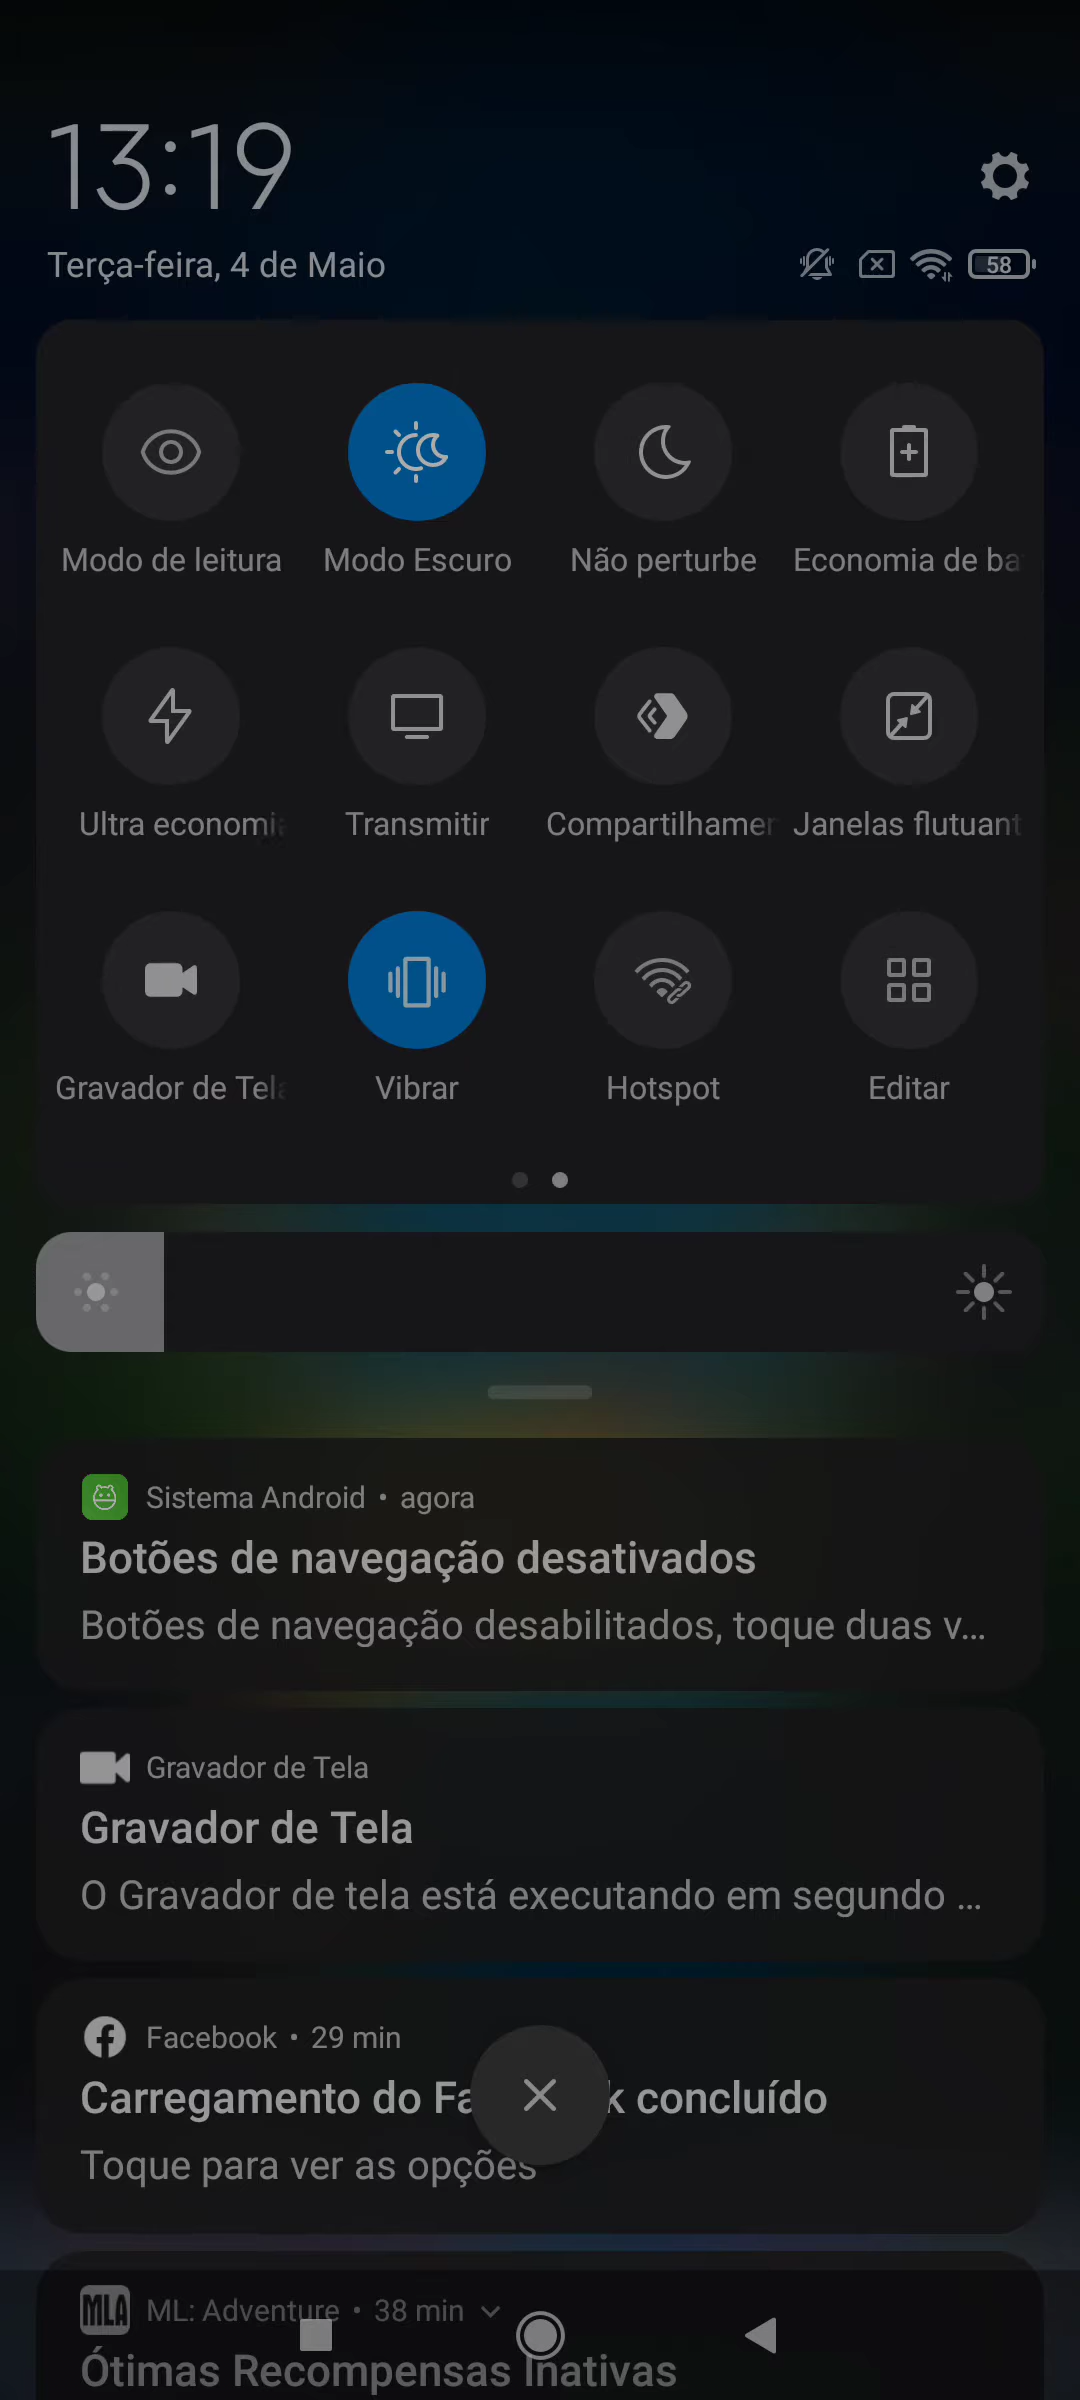 13:19
Terça-feira, 4 de Maio
58
Modo de leitura
Modo Escuro
Não perturbe
Economia de ba
Ultra economi
Transmitir
Compartilhamen
Janelas flutuant
Gravador de Tela
Vibrar
Hotspot
Editar
Sistema Android • agora
Botões de navegação desativados
Botões de navegação desabilitados, toque duas v...
Gravador de Tela
Gravador de Tela
O Gravador de tela está executando em segundo ...
Facebook • 29 min
Carregamento do Fa k concluído
Toque para ver as opções
MLA ML: Adventure • 38 min
Ótimas Recompensas Inativas